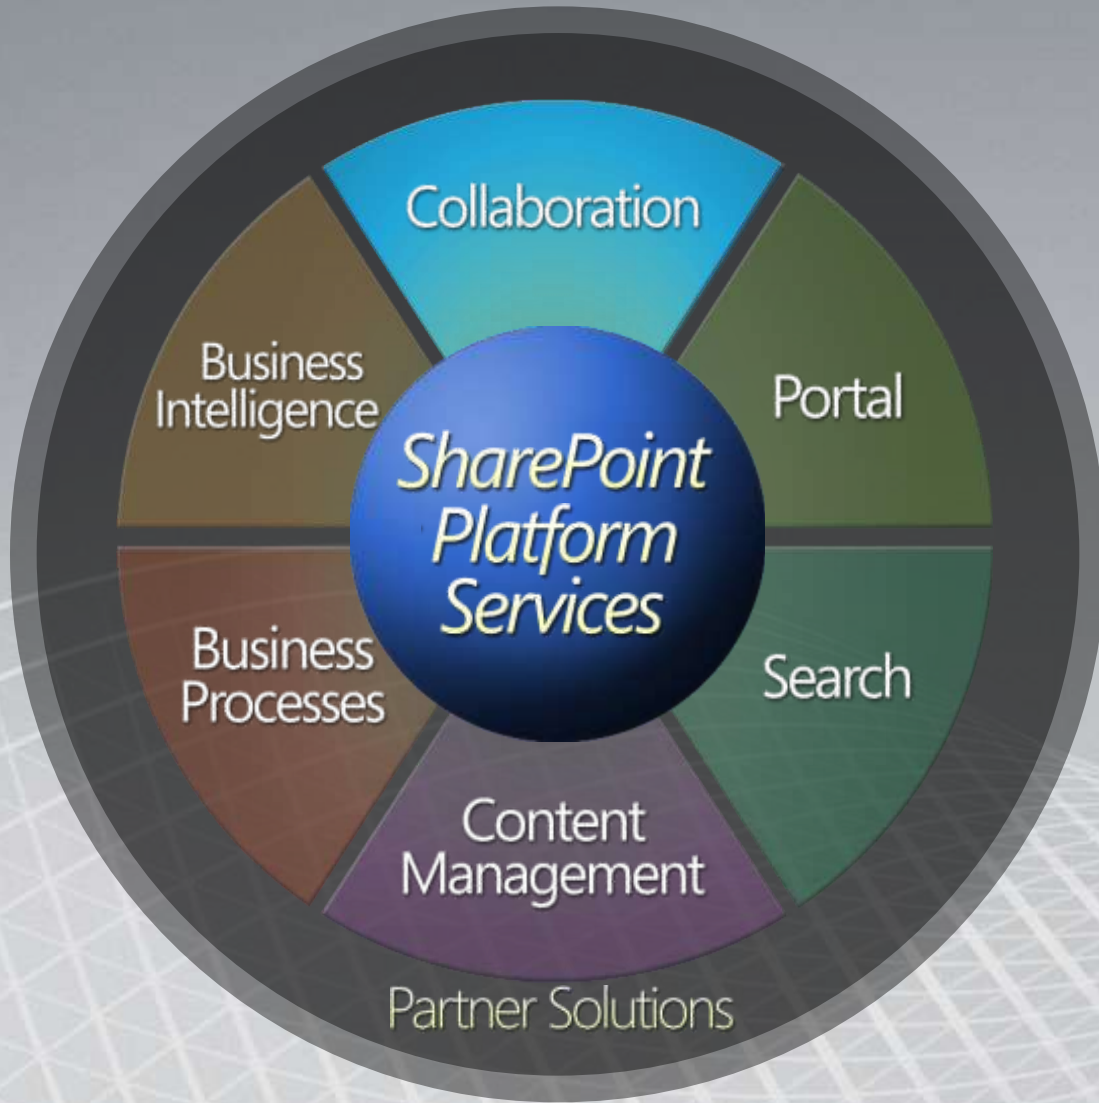 Collaboration
Business
Intelligence
Portal
SharePoint
Platform
Services
Business
Processes
Search
Content
Management
Partner Solutions